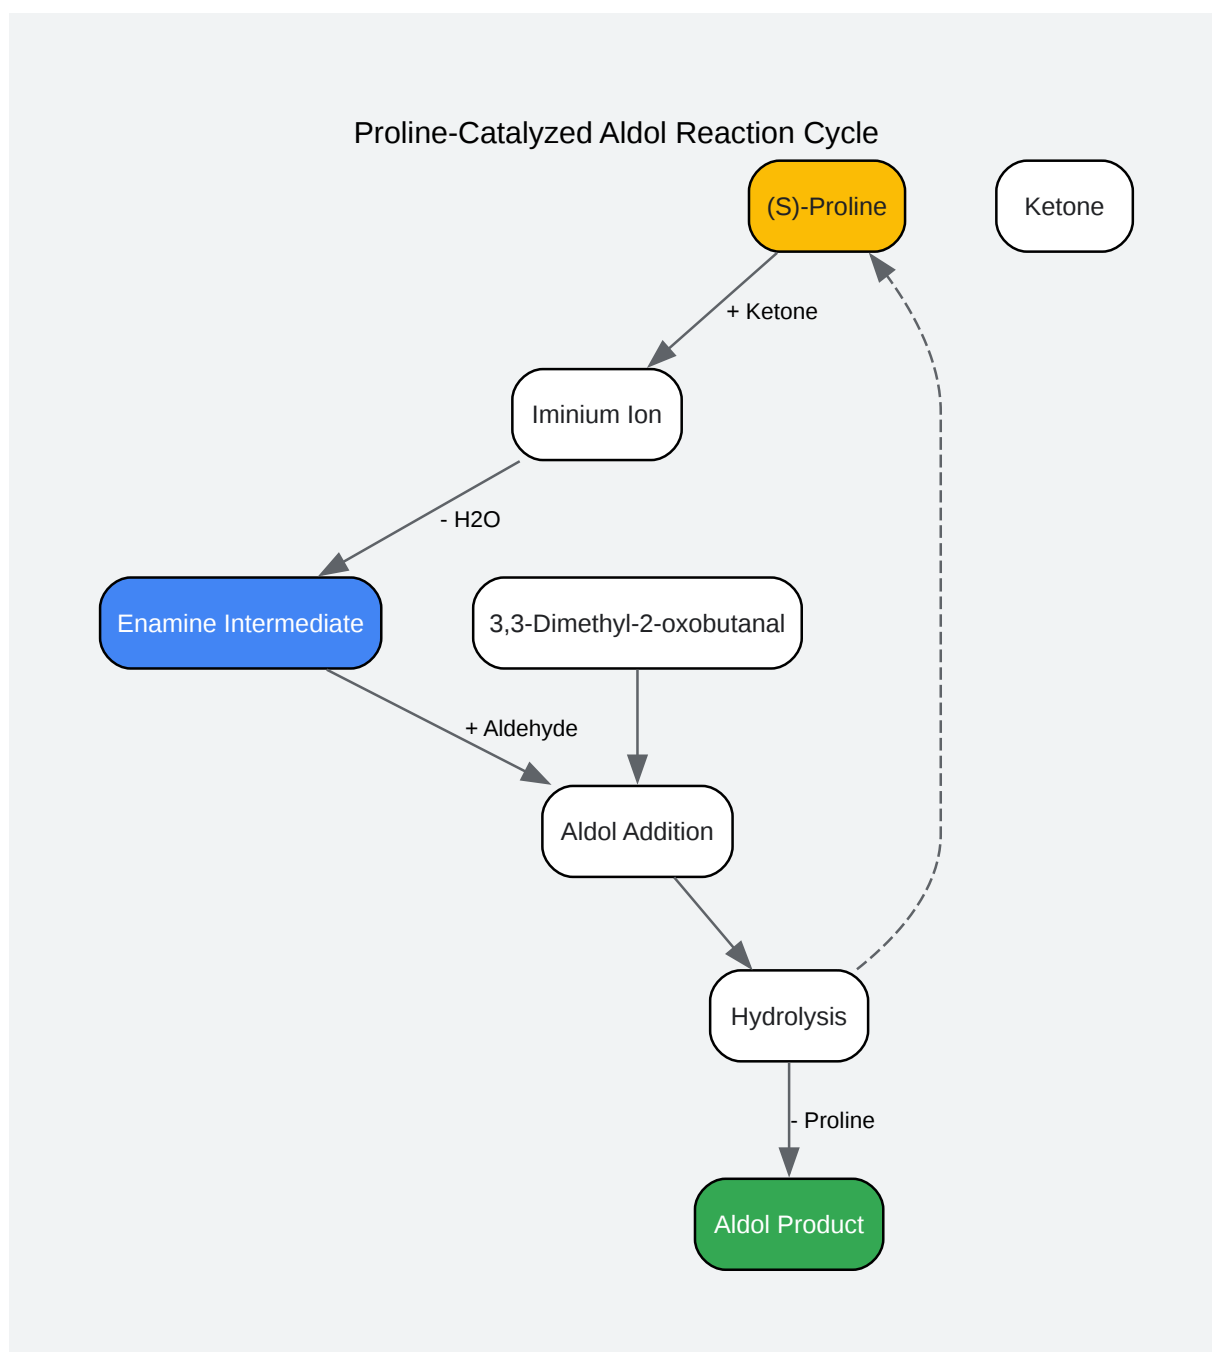 Proline-Catalyzed Aldol Reaction Cycle
(S)-Proline
Ketone
+ Ketone
Iminium Ion
- H2O
Enamine Intermediate
3,3-Dimethyl-2-oxobutanal
+ Aldehyde
Aldol Addition
Hydrolysis
- Proline
Aldol Product